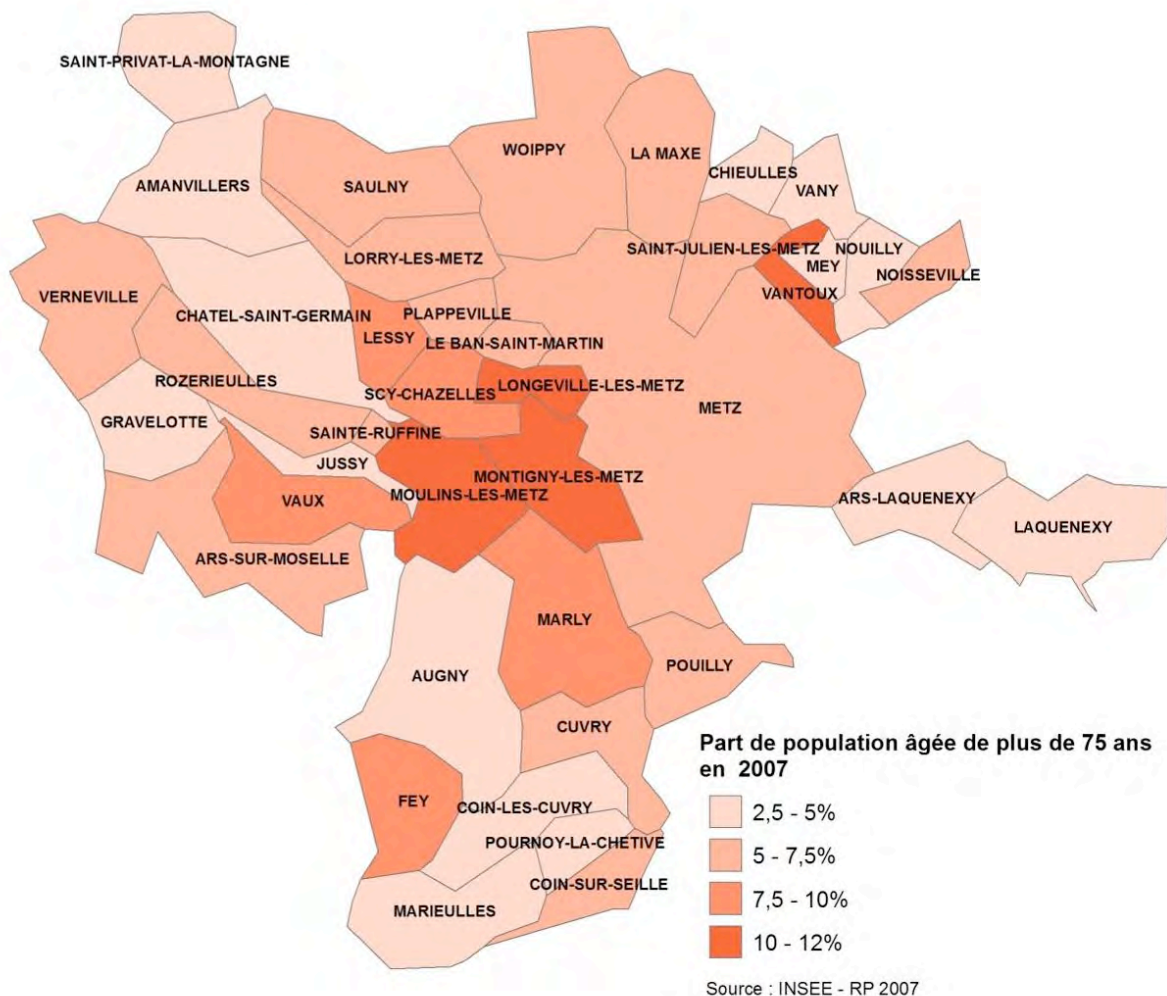 SAINT-PRIVAT-LA-MONTAGNE
WOIPPY
LA MAXE
CHIEULLES
AMANVILLERS
SAULNY
VANY
SAINT-JULIEN-LES-METZ
NOUILLY
LORRY-LES-METZ
MEY
NOISSEVILLE
VERNEVILLE
VANTOUX
CHATEL-SAINT-GERMAIN
PLAPPEVILLE
LESSY
LE BAN-SAINT-MARTIN
ROZERIEULLES
LONGEVILLE-LES-METZ
SCY-CHAZELLES
METZ
GRAVELOTTE
SAINTE-RUFFINE
JUSSY
MONTIGNY-LES-METZ
MOULINS-LES-METZ
VAUX
ARS-LAQUENEXY
LAQUENEXY
ARS-SUR-MOSELLE
MARLY
POUILLY
AUGNY
CUVRY
FEY
COIN-LES-CUVRY
POURNOY-LA-CHETIVE
COIN-SUR-SEILLE
MARIEULLES
Part de population âgée de plus de 75 ans
en 2007
2,5 - 5%
5 - 7,5%
7,5 - 10%
10 - 12%
Source : INSEE - RP 2007